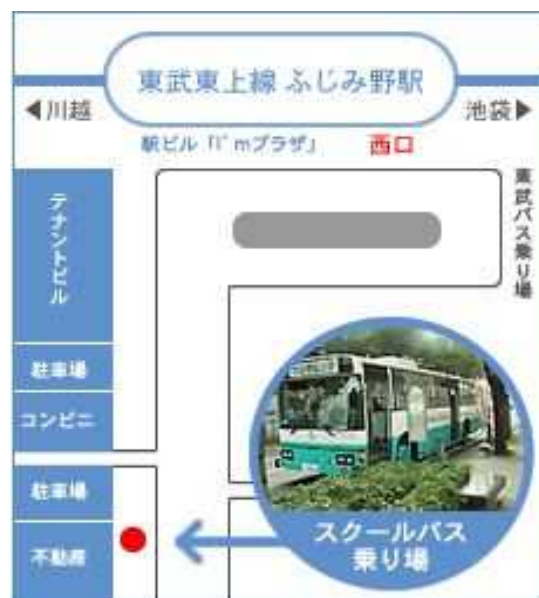 東武東上線 ふじみ野駅
◀川越
池袋▶
駅ビル「I'mプラザ」
西口
東武バス乗り場
テナントビル
駐車場
コンビニ
駐車場
不動産
スクールバス
乗り場